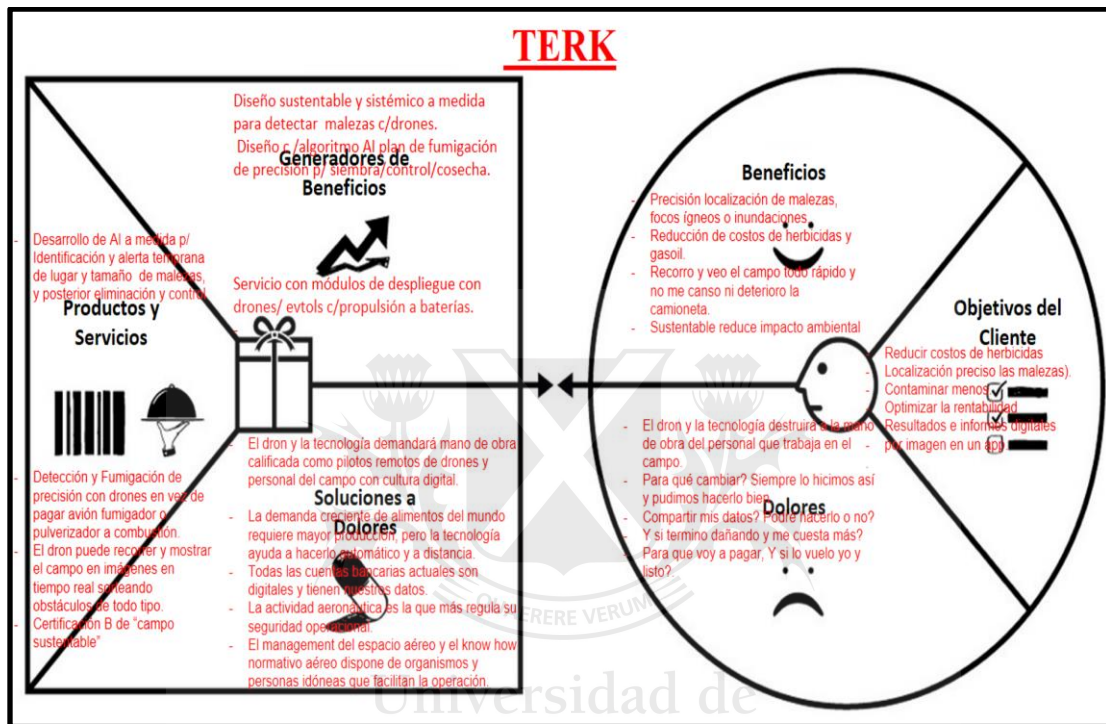 TERK
Diseño sustentable y sistémico a medida
para detectar malezas c/drones.
Diseño c /algoritmo AI plan de fumigación
de precisión p/ siembra/control/cosecha.
Generadores de
Beneficios
Servicio con módulos de despliegue con
drones/ evtols c/propulsión a baterías.
-
- Desarrollo de AI a medida p/
Identificación y alerta temprana
de lugar y tamaño de malezas,
y posterior eliminación y control.
Productos y
Servicios
- Detección y Fumigación de
precisión con drones en vez de
pagar avión fumigador o
pulverizador a combustión.
- El dron puede recorrer y mostrar
el campo en imágenes en
tiempo real sorteando
obstáculos de todo tipo.
- Certificación B de “campo
sustentable”
- El dron y la tecnología demandará mano de obra
calificada como pilotos remotos de drones y
personal del campo con cultura digital.
Soluciones a
Dolores
- La demanda creciente de alimentos del mundo
requiere mayor producción, pero la tecnología
ayuda a hacerlo automático y a distancia.
- Todas las cuentas bancarias actuales son
digitales y tienen nuestros datos.
- La actividad aeronáutica es la que más regula su
seguridad operacional.
- El management del espacio aéreo y el know how
normativo aéreo dispone de organismos y
personas idóneas que facilitan la operación.
Beneficios
- Precisión localización de malezas,
focos ígneos o inundaciones
- Reducción de costos de herbicidas y
gasoil.
- Recorro y veo el campo todo rápido y
no me canso ni deterioro la
camioneta.
- Sustentable reduce impacto ambiental
Objetivos del
Cliente
- Reducir costos de herbicidas
- Localización preciso las malezas).
- Contaminar menos
- Optimizar la rentabilidad
- Resultados e informes digitales
- por imagen en un app
- El dron y la tecnología destruirá a la mano
de obra del personal que trabaja en el
campo.
- Para qué cambiar? Siempre lo hicimos así
y pudimos hacerlo bien
Dolores
- Compartir mis datos? Podré hacerlo o no?
- Y si termino dañando y me cuesta más?
- Para que voy a pagar, Y si lo vuelo yo y
listo?
QUAERERE VERUM
Universidad de